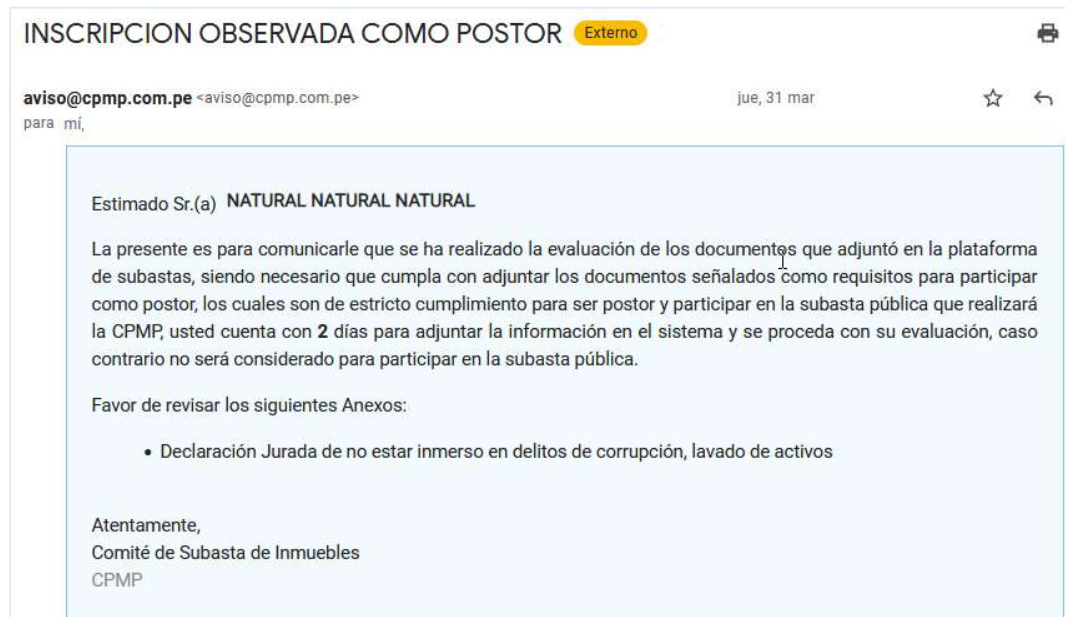 INSCRIPCION OBSERVADA COMO POSTOR Externo
aviso@cpmp.com.pe <aviso@cpmp.com.pe> jue, 31 mar
para mí,
Estimado Sr.(a) NATURAL NATURAL NATURAL
La presente es para comunicarle que se ha realizado la evaluación de los documentos que adjuntó en la plataforma
de subastas, siendo necesario que cumpla con adjuntar los documentos señalados como requisitos para participar
como postor, los cuales son de estricto cumplimiento para ser postor y participar en la subasta pública que realizará
la CPMP, usted cuenta con 2 días para adjuntar la información en el sistema y se proceda con su evaluación, caso
contrario no será considerado para participar en la subasta pública.
Favor de revisar los siguientes Anexos:
• Declaración Jurada de no estar inmerso en delitos de corrupción, lavado de activos
Atentamente,
Comité de Subasta de Inmuebles
CPMP